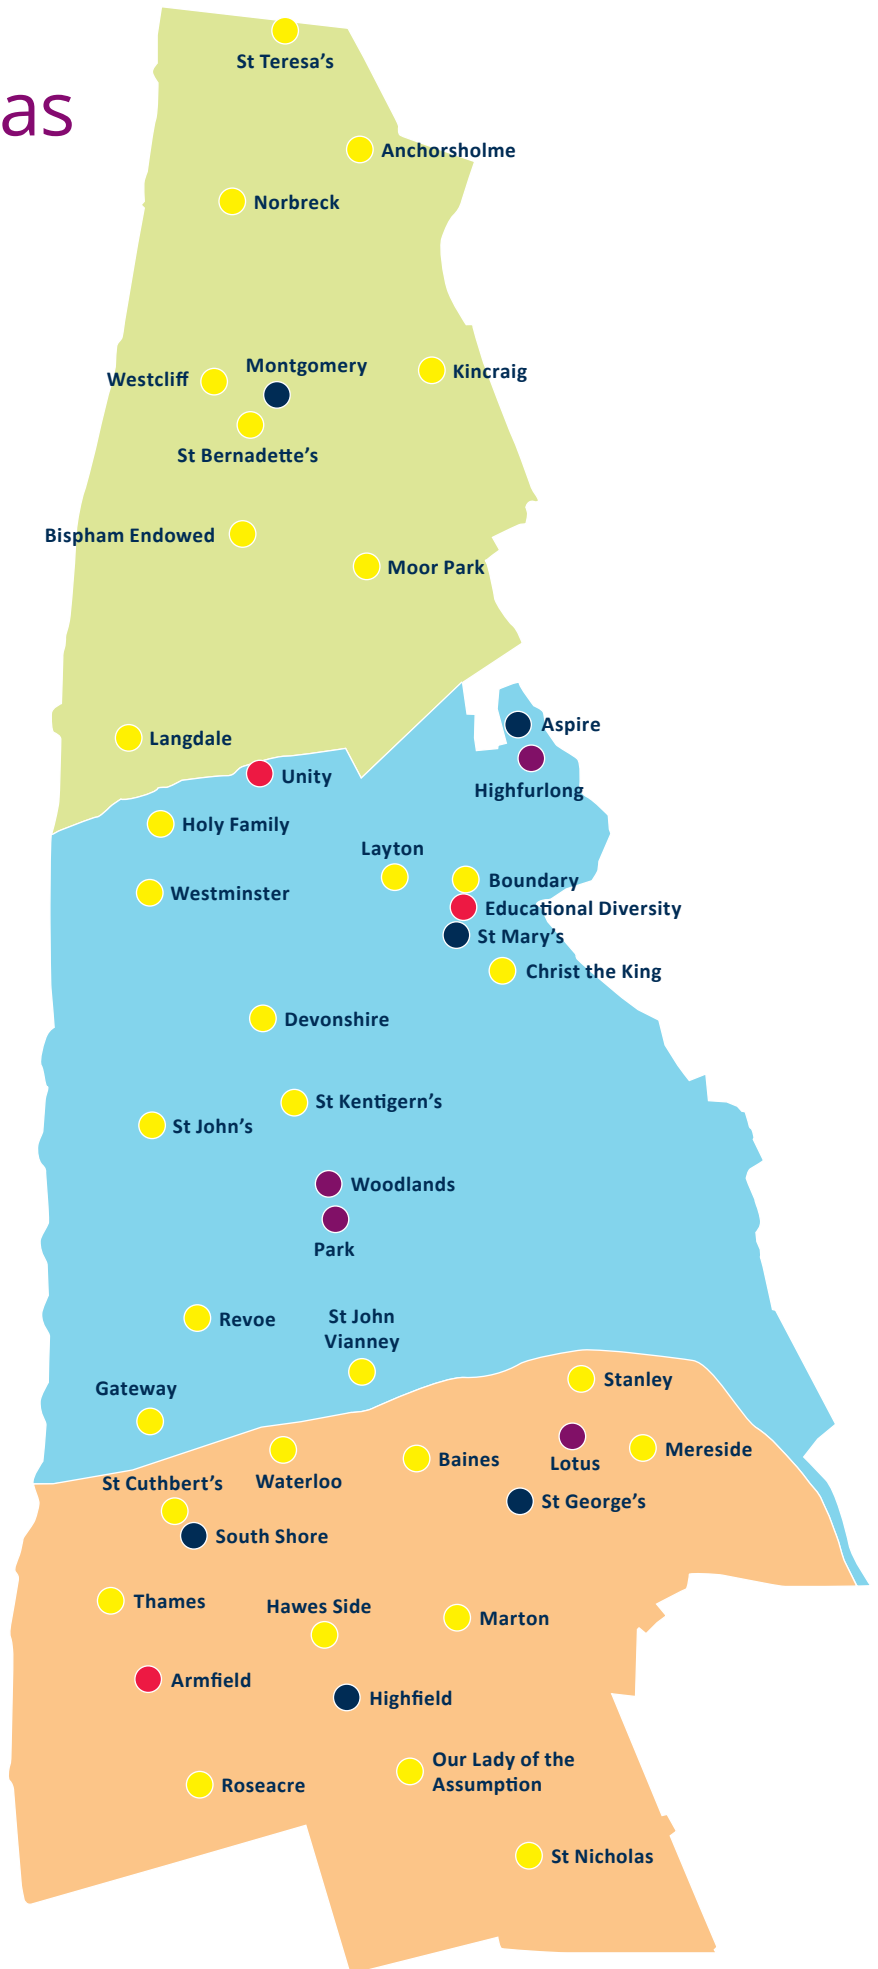 as
St Teresa’s
Anchorsholme
Norbreck
Montgomery
Westcliff
Kincraig
St Bernadette’s
Bispham Endowed
Moor Park
Langdale
Aspire
Unity
Highfurlong
Holy Family
Layton
Boundary
Westminster
Educational Diversity
St Mary’s
Christ the King
Devonshire
St Kentigern’s
St John’s
Woodlands
Park
Revoe
St John
Vianney
Gateway
Stanley
Mereside
Baines
Lotus
Waterloo
St Cuthbert’s
St George’s
South Shore
Thames
Hawes Side
Marton
Armfield
Highfield
Our Lady of the
Assumption
Roseacre
St Nicholas